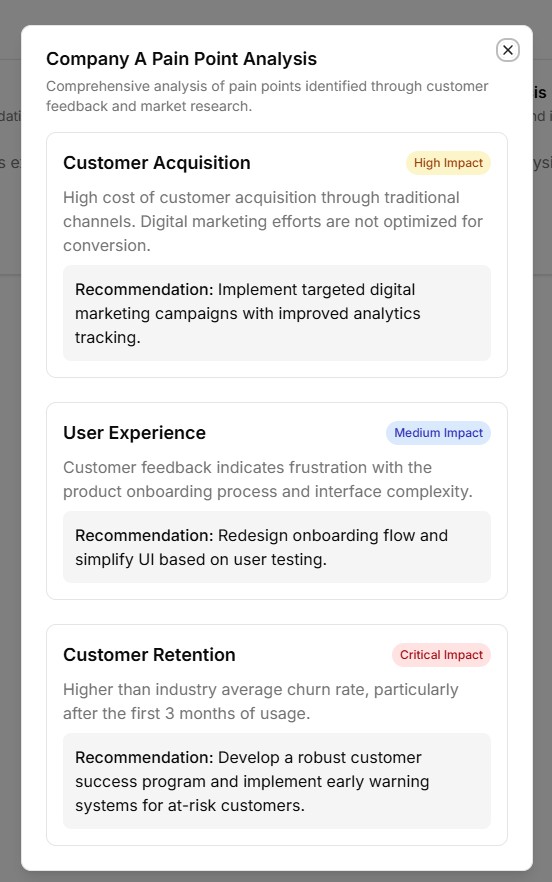 Company A Pain Point Analysis
Comprehensive analysis of pain points identified through customer
feedback and market research.
Customer Acquisition
High Impact
High cost of customer acquisition through traditional
channels. Digital marketing efforts are not optimized for
conversion.
Recommendation: Implement targeted digital
marketing campaigns with improved analytics
tracking.
User Experience
Medium Impact
Customer feedback indicates frustration with the
product onboarding process and interface complexity.
Recommendation: Redesign onboarding flow and
simplify UI based on user testing.
Customer Retention
Critical Impact
Higher than industry average churn rate, particularly
after the first 3 months of usage.
Recommendation: Develop a robust customer
success program and implement early warning
systems for at-risk customers.